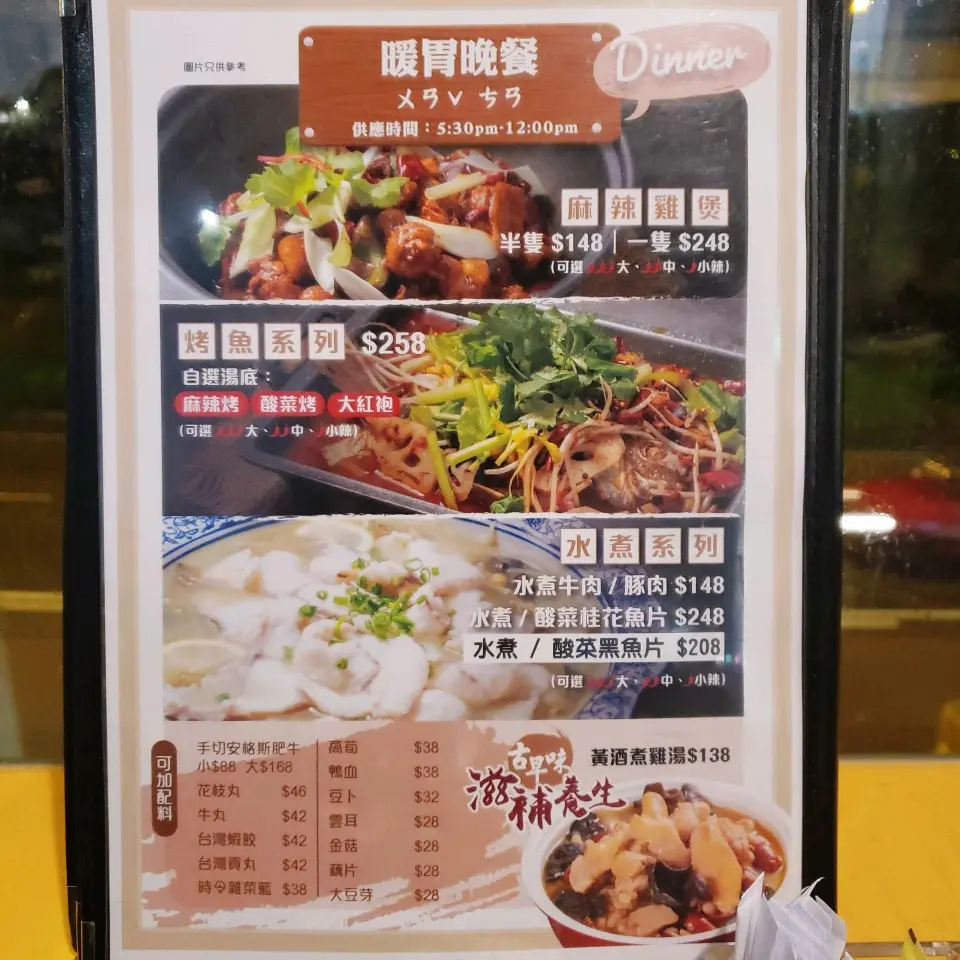 圖片只供參考
暖胃晚餐
ㄨㄢˇ ㄘㄢ
供應時間：5:30pm-12:00pm
Dinner
麻辣雞煲
半隻 $148｜一隻 $248
(可選 大、中、小辣)
烤魚系列 $258
自選湯底：
麻辣烤 酸菜烤 大紅袍
(可選 大、中、小辣)
水煮系列
水煮牛肉 / 豚肉 $148
水煮 / 酸菜桂花魚片 $248
水煮 / 酸菜黑魚片 $208
(可選 大、中、小辣)
可加配料
手切安格斯肥牛
小$88 大$168
花枝丸 $46
牛丸 $42
台灣蝦餃 $42
台灣貢丸 $42
時令雜菜籃 $38
萵荀 $38
鴨血 $38
豆卜 $32
雲耳 $28
金菇 $28
藕片 $28
大豆芽 $28
古早味
滋補養生
黃酒煮雞湯$138